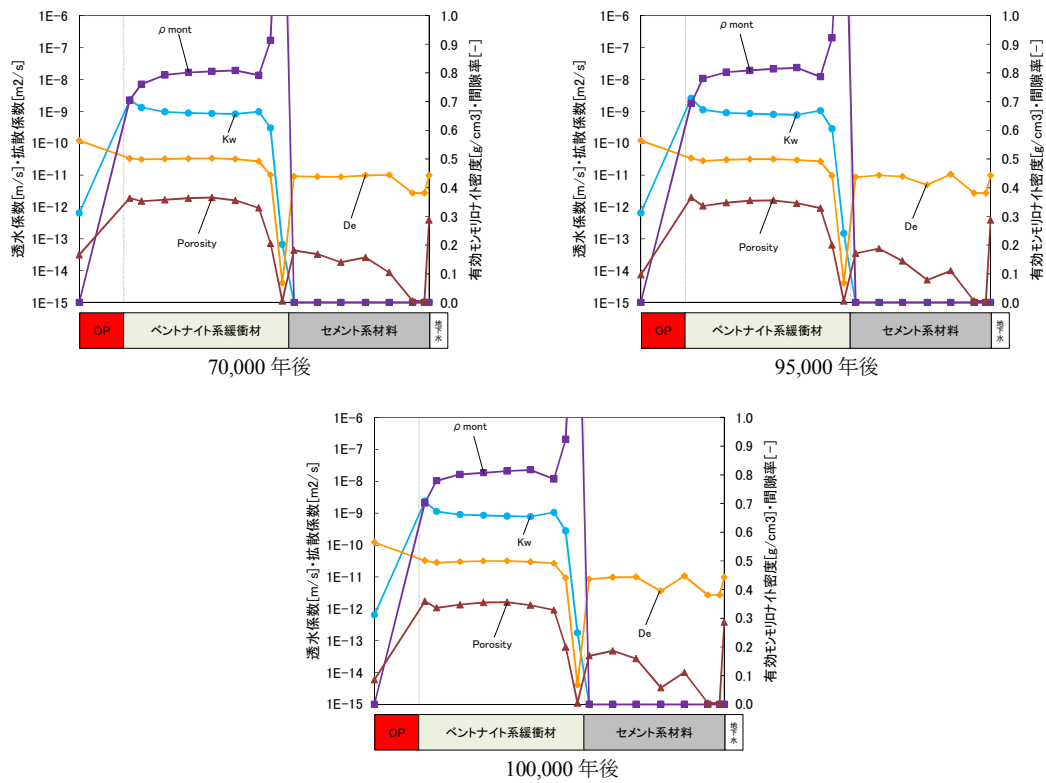 透水係数[m/s]・拡散係数[m2/s]
1E-6
1E-7
1E-8
1E-9
1E-10
1E-11
1E-12
1E-13
1E-14
1E-15
ρ mont
Kw
De
Porosity
1.0
0.9
0.8
0.7
0.6
0.5
0.4
0.3
0.2
0.1
0.0
有効モンモリロナイト密度[g/cm3]・間隙率[-]
OP
ベントナイト系緩衝材
セメント系材料
地下水
70,000 年後
透水係数[m/s]・拡散係数[m2/s]
1E-6
1E-7
1E-8
1E-9
1E-10
1E-11
1E-12
1E-13
1E-14
1E-15
ρ mont
Kw
De
Porosity
1.0
0.9
0.8
0.7
0.6
0.5
0.4
0.3
0.2
0.1
0.0
有効モンモリロナイト密度[g/cm3]・間隙率[-]
OP
ベントナイト系緩衝材
セメント系材料
地下水
95,000 年後
透水係数[m/s]・拡散係数[m2/s]
1E-6
1E-7
1E-8
1E-9
1E-10
1E-11
1E-12
1E-13
1E-14
1E-15
ρ mont
Kw
De
Porosity
1.0
0.9
0.8
0.7
0.6
0.5
0.4
0.3
0.2
0.1
0.0
有効モンモリロナイト密度[g/cm3]・間隙率[-]
OP
ベントナイト系緩衝材
セメント系材料
地下水
100,000 年後